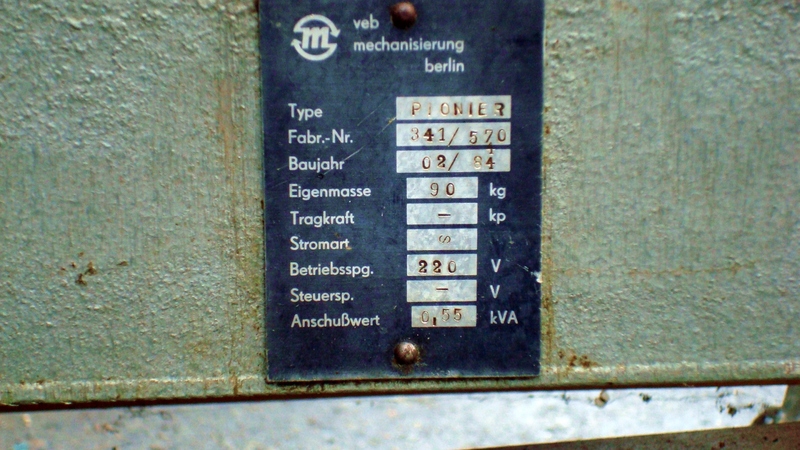 m
veb
mechanisierung
berlin
Type PIONIER
Fabr.-Nr. 341/570
Baujahr 02/84
Eigenmasse 90 kg
Tragkraft — kp
Stromart ∞
Betriebsspg. 220 V
Steuersp. — V
Anschußwert 0,55 kVA